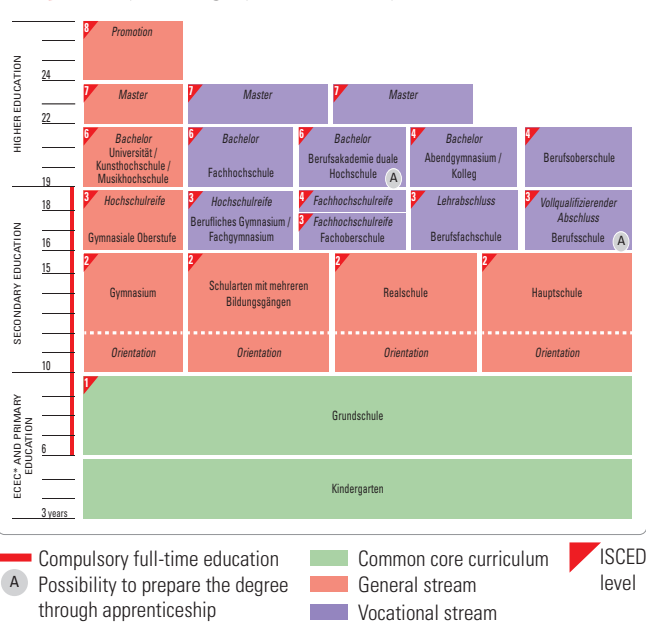 HIGHER EDUCATION
SECONDARY EDUCATION
ECEC* AND PRIMARY
EDUCATION
24
22
19
18
16
15
10
6
3 years
8
Promotion
7
Master
7
Master
7
Master
6
Bachelor
Universität /
Kunsthochschule /
Musikhochschule
6
Bachelor
Fachhochschule
6
Bachelor
Berufsakademie duale
Hochschule
A
4
Bachelor
Abendgymnasium /
Kolleg
4
Berufsoberschule
3
Hochschulreife
Gymnasiale Oberstufe
3
Hochschulreife
Berufliches Gymnasium /
Fachgymnasium
4
Fachhochschulreife
3
Fachhochschulreife
Fachoberschule
3
Lehrabschluss
Berufsfachschule
3
Vollqualifizierender
Abschluss
Berufsschule
A
2
Gymnasium
Orientation
2
Schularten mit mehreren
Bildungsgängen
Orientation
2
Realschule
Orientation
2
Hauptschule
Orientation
1
Grundschule
Kindergarten
Compulsory full-time education
A
Possibility to prepare the degree
through apprenticeship
Common core curriculum
General stream
Vocational stream
ISCED
level